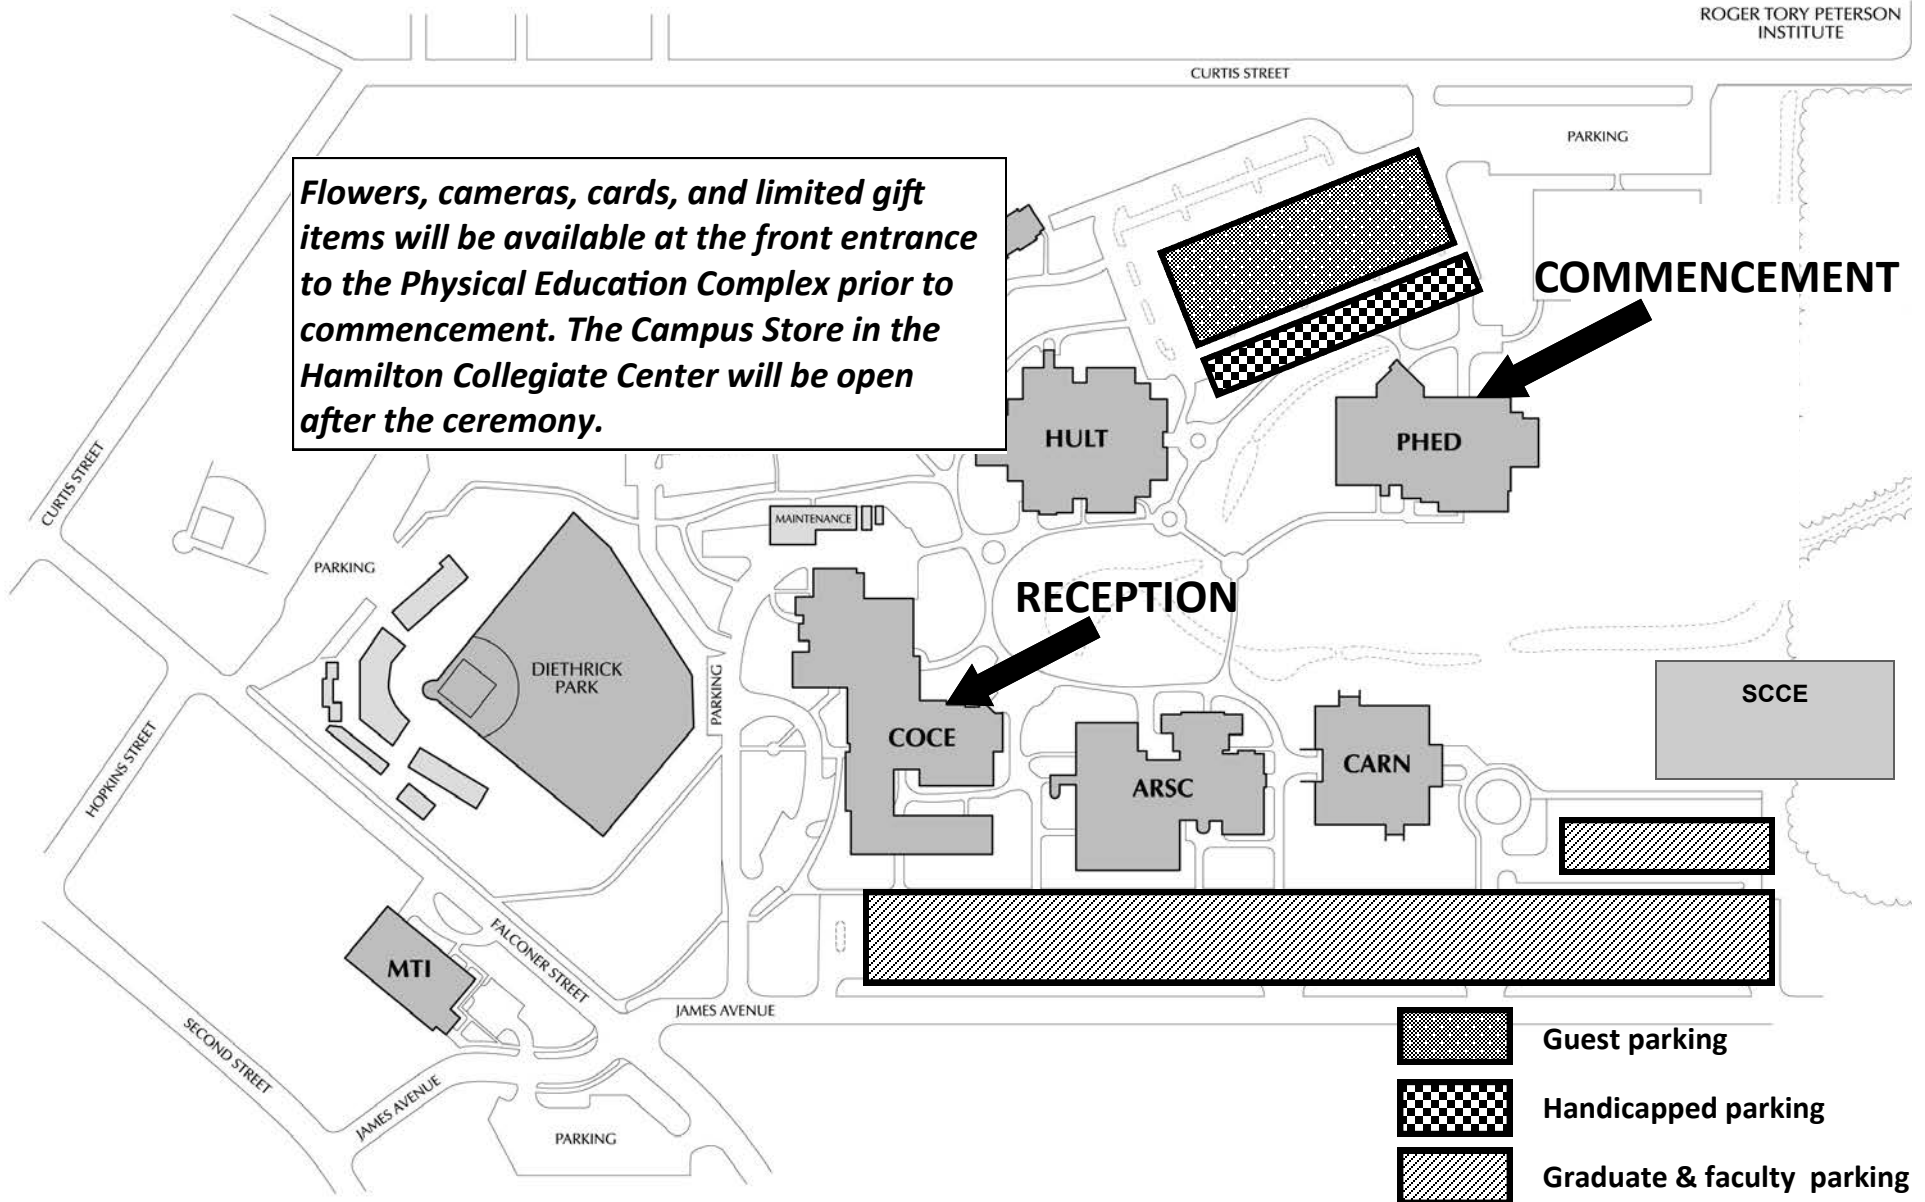 ROGER TORY PETERSON
INSTITUTE
CURTIS STREET
PARKING
Flowers, cameras, cards, and limited gift
items will be available at the front entrance
to the Physical Education Complex prior to
commencement. The Campus Store in the
Hamilton Collegiate Center will be open
after the ceremony.
COMMENCEMENT
HULT
PHED
CURTIS STREET
MAINTENANCE
PARKING
RECEPTION
DIETHRICK
PARK
PARKING
SCCE
COCE
ARSC
CARN
HOPKINS STREET
FALCONER STREET
MTI
JAMES AVENUE
SECOND STREET
JAMES AVENUE
PARKING
Guest parking
Handicapped parking
Graduate & faculty parking